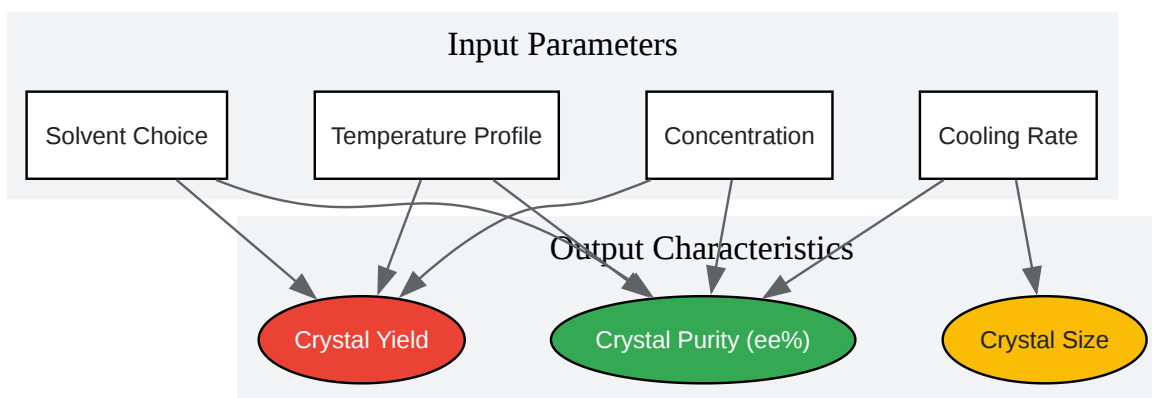 Input Parameters
Solvent Choice
Temperature Profile
Concentration
Cooling Rate
Output Characteristics
Crystal Yield
Crystal Purity (ee%)
Crystal Size